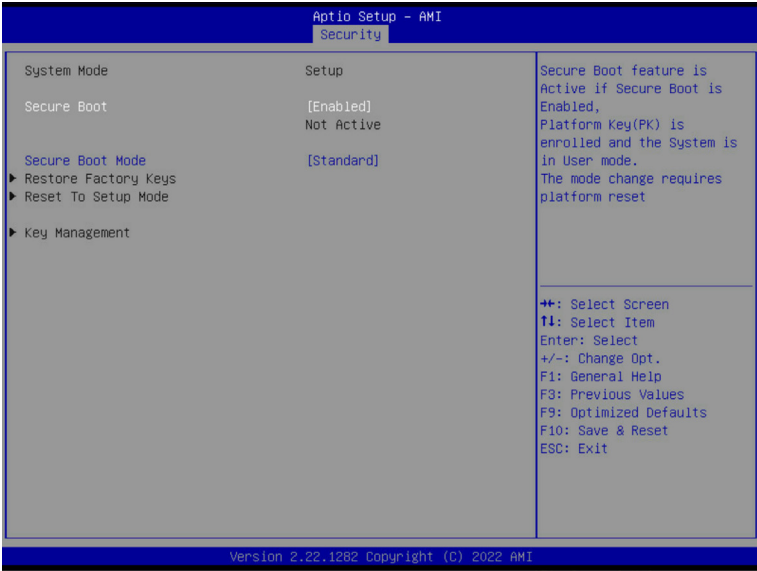 Aptio Setup - AMI
Security
System Mode Setup
Secure Boot [Enabled]
Not Active
Secure Boot Mode [Standard]
▶ Restore Factory Keys
▶ Reset To Setup Mode
▶ Key Management
Secure Boot feature is
Active if Secure Boot is
Enabled,
Platform Key(PK) is
enrolled and the System is
in User mode.
The mode change requires
platform reset
→←: Select Screen
↑↓: Select Item
Enter: Select
+/-: Change Opt.
F1: General Help
F3: Previous Values
F9: Optimized Defaults
F10: Save & Reset
ESC: Exit
Version 2.22.1282 Copyright (C) 2022 AMI